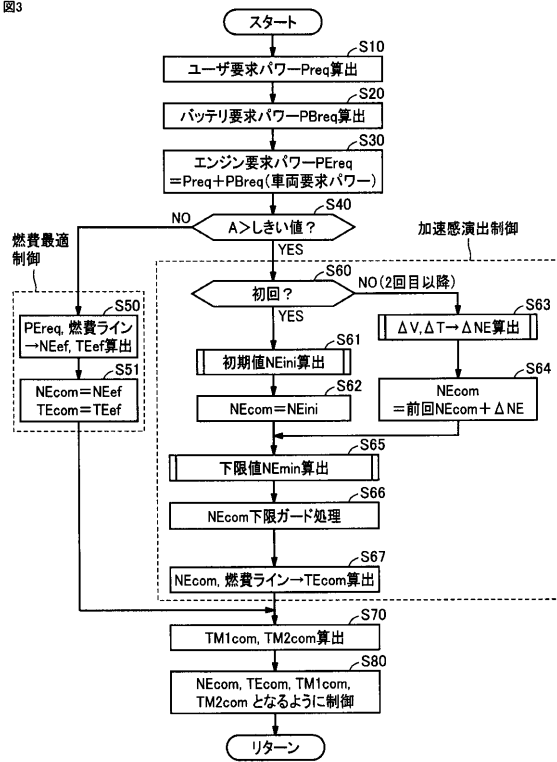 図3
スタート
S10
ユーザ要求パワーPreq算出
S20
バッテリ要求パワーPBreq算出
S30
エンジン要求パワーPEreq
=Preq+PBreq(車両要求パワー)
S40
A>しきい値?
NO
YES
燃費最適
制御
加速感演出制御
S60
初回?
NO(2回目以降)
YES
S50
PEreq, 燃費ライン
→NEef, TEef算出
S51
NEcom=NEef
TEcom=TEef
S61
初期値NEini算出
S62
NEcom=NEini
S63
ΔV, ΔT→ΔNE算出
S64
NEcom
=前回NEcom+ΔNE
S65
下限値NEmin算出
S66
NEcom下限ガード処理
S67
NEcom, 燃費ライン→TEcom算出
S70
TM1com, TM2com算出
S80
NEcom, TEcom, TM1com,
TM2com となるように制御
リターン